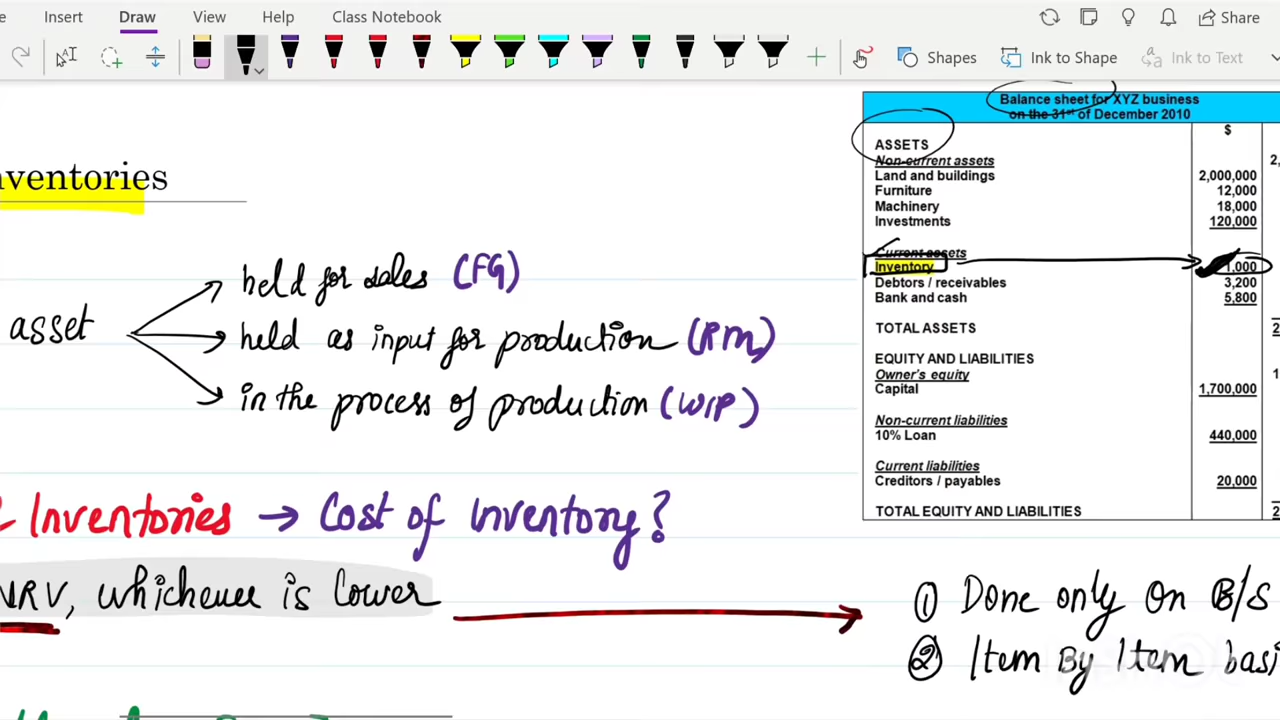 Insert Draw View Help Class Notebook Share
Shapes Ink to Shape Ink to Text
nventories
asset
held for sales (FG)
held as input for production (RM)
in the process of production (WIP)
Inventories → Cost of Inventory?
NRV, whichever is lower
Balance sheet for XYZ business
on the 31st of December 2010
$
ASSETS
Non-current assets 2,
Land and buildings 2,000,000
Furniture 12,000
Machinery 18,000
Investments 120,000
Current assets
Inventory 1,000
Debtors / receivables 3,200
Bank and cash 5,800
TOTAL ASSETS 2
EQUITY AND LIABILITIES
Owner's equity 1
Capital 1,700,000
Non-current liabilities
10% Loan 440,000
Current liabilities
Creditors / payables 20,000
TOTAL EQUITY AND LIABILITIES 2
① Done only On B/S
② Item By Item basi